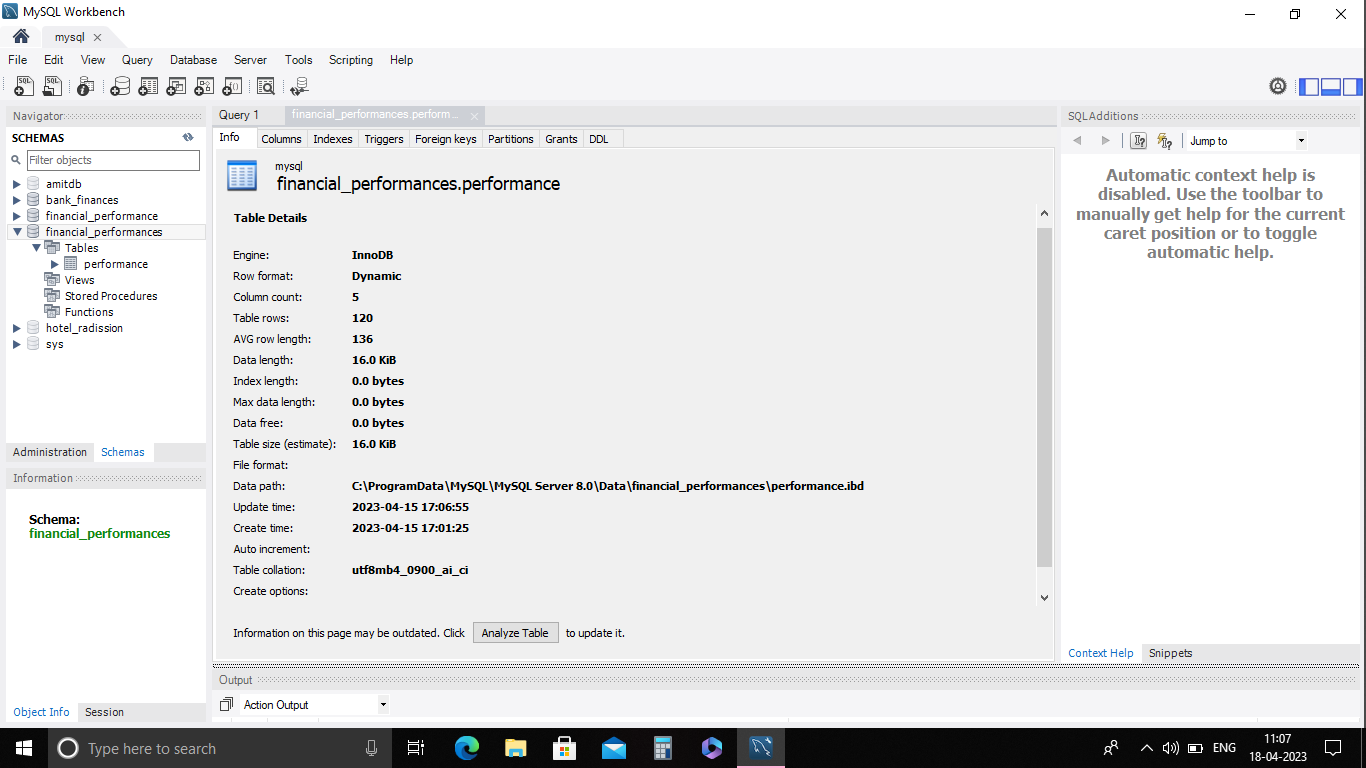 MySQL Workbench
mysql
File Edit View Query Database Server Tools Scripting Help
Navigator
SCHEMAS
Filter objects
amitdb
bank_finances
financial_performance
financial_performances
Tables
performance
Views
Stored Procedures
Functions
hotel_radission
sys
Administration Schemas
Information
Schema:
financial_performances
Object Info Session
Query 1 financial_performances.perform...
Info Columns Indexes Triggers Foreign keys Partitions Grants DDL
mysql
financial_performances.performance
Table Details
Engine: InnoDB
Row format: Dynamic
Column count: 5
Table rows: 120
AVG row length: 136
Data length: 16.0 KiB
Index length: 0.0 bytes
Max data length: 0.0 bytes
Data free: 0.0 bytes
Table size (estimate): 16.0 KiB
File format:
Data path: C:\ProgramData\MySQL\MySQL Server 8.0\Data\financial_performances\performance.ibd
Update time: 2023-04-15 17:06:55
Create time: 2023-04-15 17:01:25
Auto increment:
Table collation: utf8mb4_0900_ai_ci
Create options:
Information on this page may be outdated. Click Analyze Table to update it.
Output
Action Output
SQLAdditions
Jump to
Automatic context help is
disabled. Use the toolbar to
manually get help for the current
caret position or to toggle
automatic help.
Context Help Snippets
Type here to search
ENG
11:07
18-04-2023